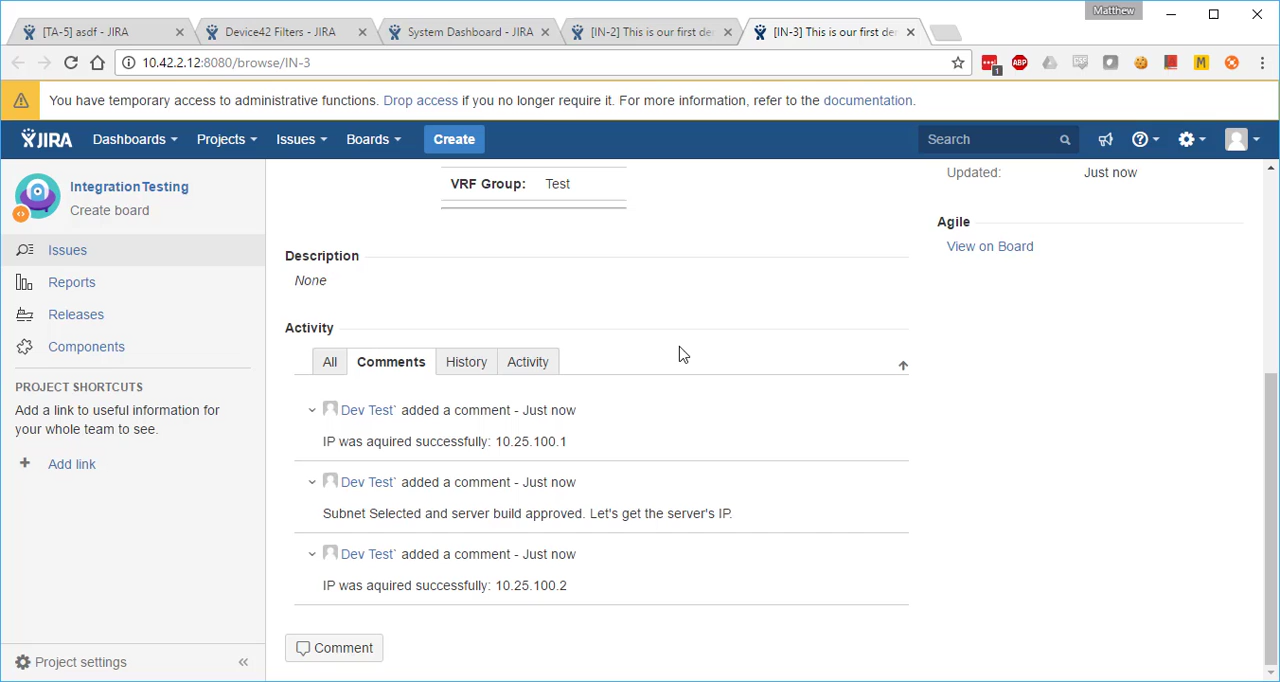 Matthew
[TA-5] asdf - JIRA
Device42 Filters - JIRA
System Dashboard - JIRA
[IN-2] This is our first de
[IN-3] This is our first de
10.42.2.12:8080/browse/IN-3
1
ABP
CSS
M
You have temporary access to administrative functions. Drop access if you no longer require it. For more information, refer to the documentation.
JIRA Dashboards Projects Issues Boards Create Search
IntegrationTesting
Create board
Issues
Reports
Releases
Components
PROJECT SHORTCUTS
Add a link to useful information for
your whole team to see.
+ Add link
Project settings «
VRF Group: Test
Description
None
Activity
All Comments History Activity
Dev Test` added a comment - Just now
IP was aquired successfully: 10.25.100.1
Dev Test` added a comment - Just now
Subnet Selected and server build approved. Let's get the server's IP.
Dev Test` added a comment - Just now
IP was aquired successfully: 10.25.100.2
Comment
Updated: Just now
Agile
View on Board